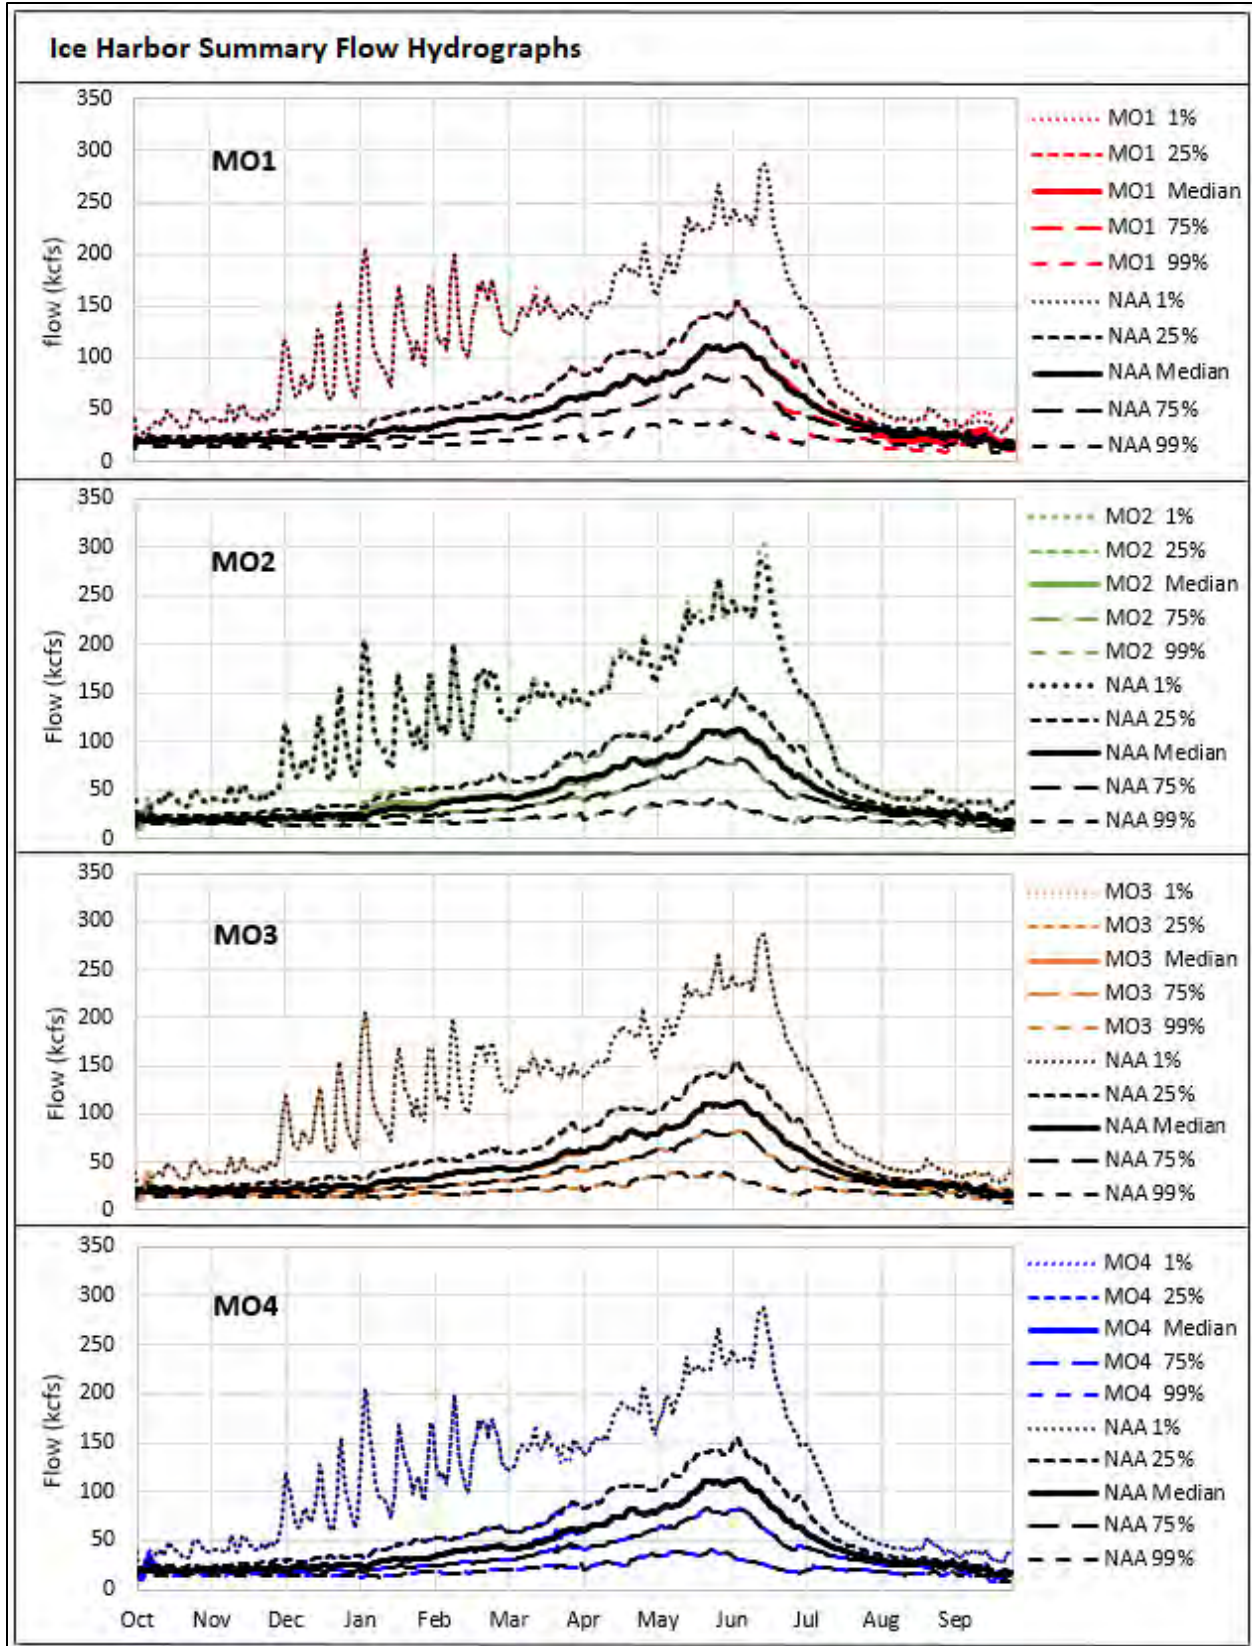 Ice Harbor Summary Flow Hydrographs
350
300
250
200
150
100
50
0
flow (kcfs)
MO1
MO1 1%
MO1 25%
MO1 Median
MO1 75%
MO1 99%
NAA 1%
NAA 25%
NAA Median
NAA 75%
NAA 99%
350
300
250
200
150
100
50
0
Flow (kcfs)
MO2
MO2 1%
MO2 25%
MO2 Median
MO2 75%
MO2 99%
NAA 1%
NAA 25%
NAA Median
NAA 75%
NAA 99%
350
300
250
200
150
100
50
0
Flow (kcfs)
MO3
MO3 1%
MO3 25%
MO3 Median
MO3 75%
MO3 99%
NAA 1%
NAA 25%
NAA Median
NAA 75%
NAA 99%
350
300
250
200
150
100
50
0
Flow (kcfs)
MO4
MO4 1%
MO4 25%
MO4 Median
MO4 75%
MO4 99%
NAA 1%
NAA 25%
NAA Median
NAA 75%
NAA 99%
Oct Nov Dec Jan Feb Mar Apr May Jun Jul Aug Sep